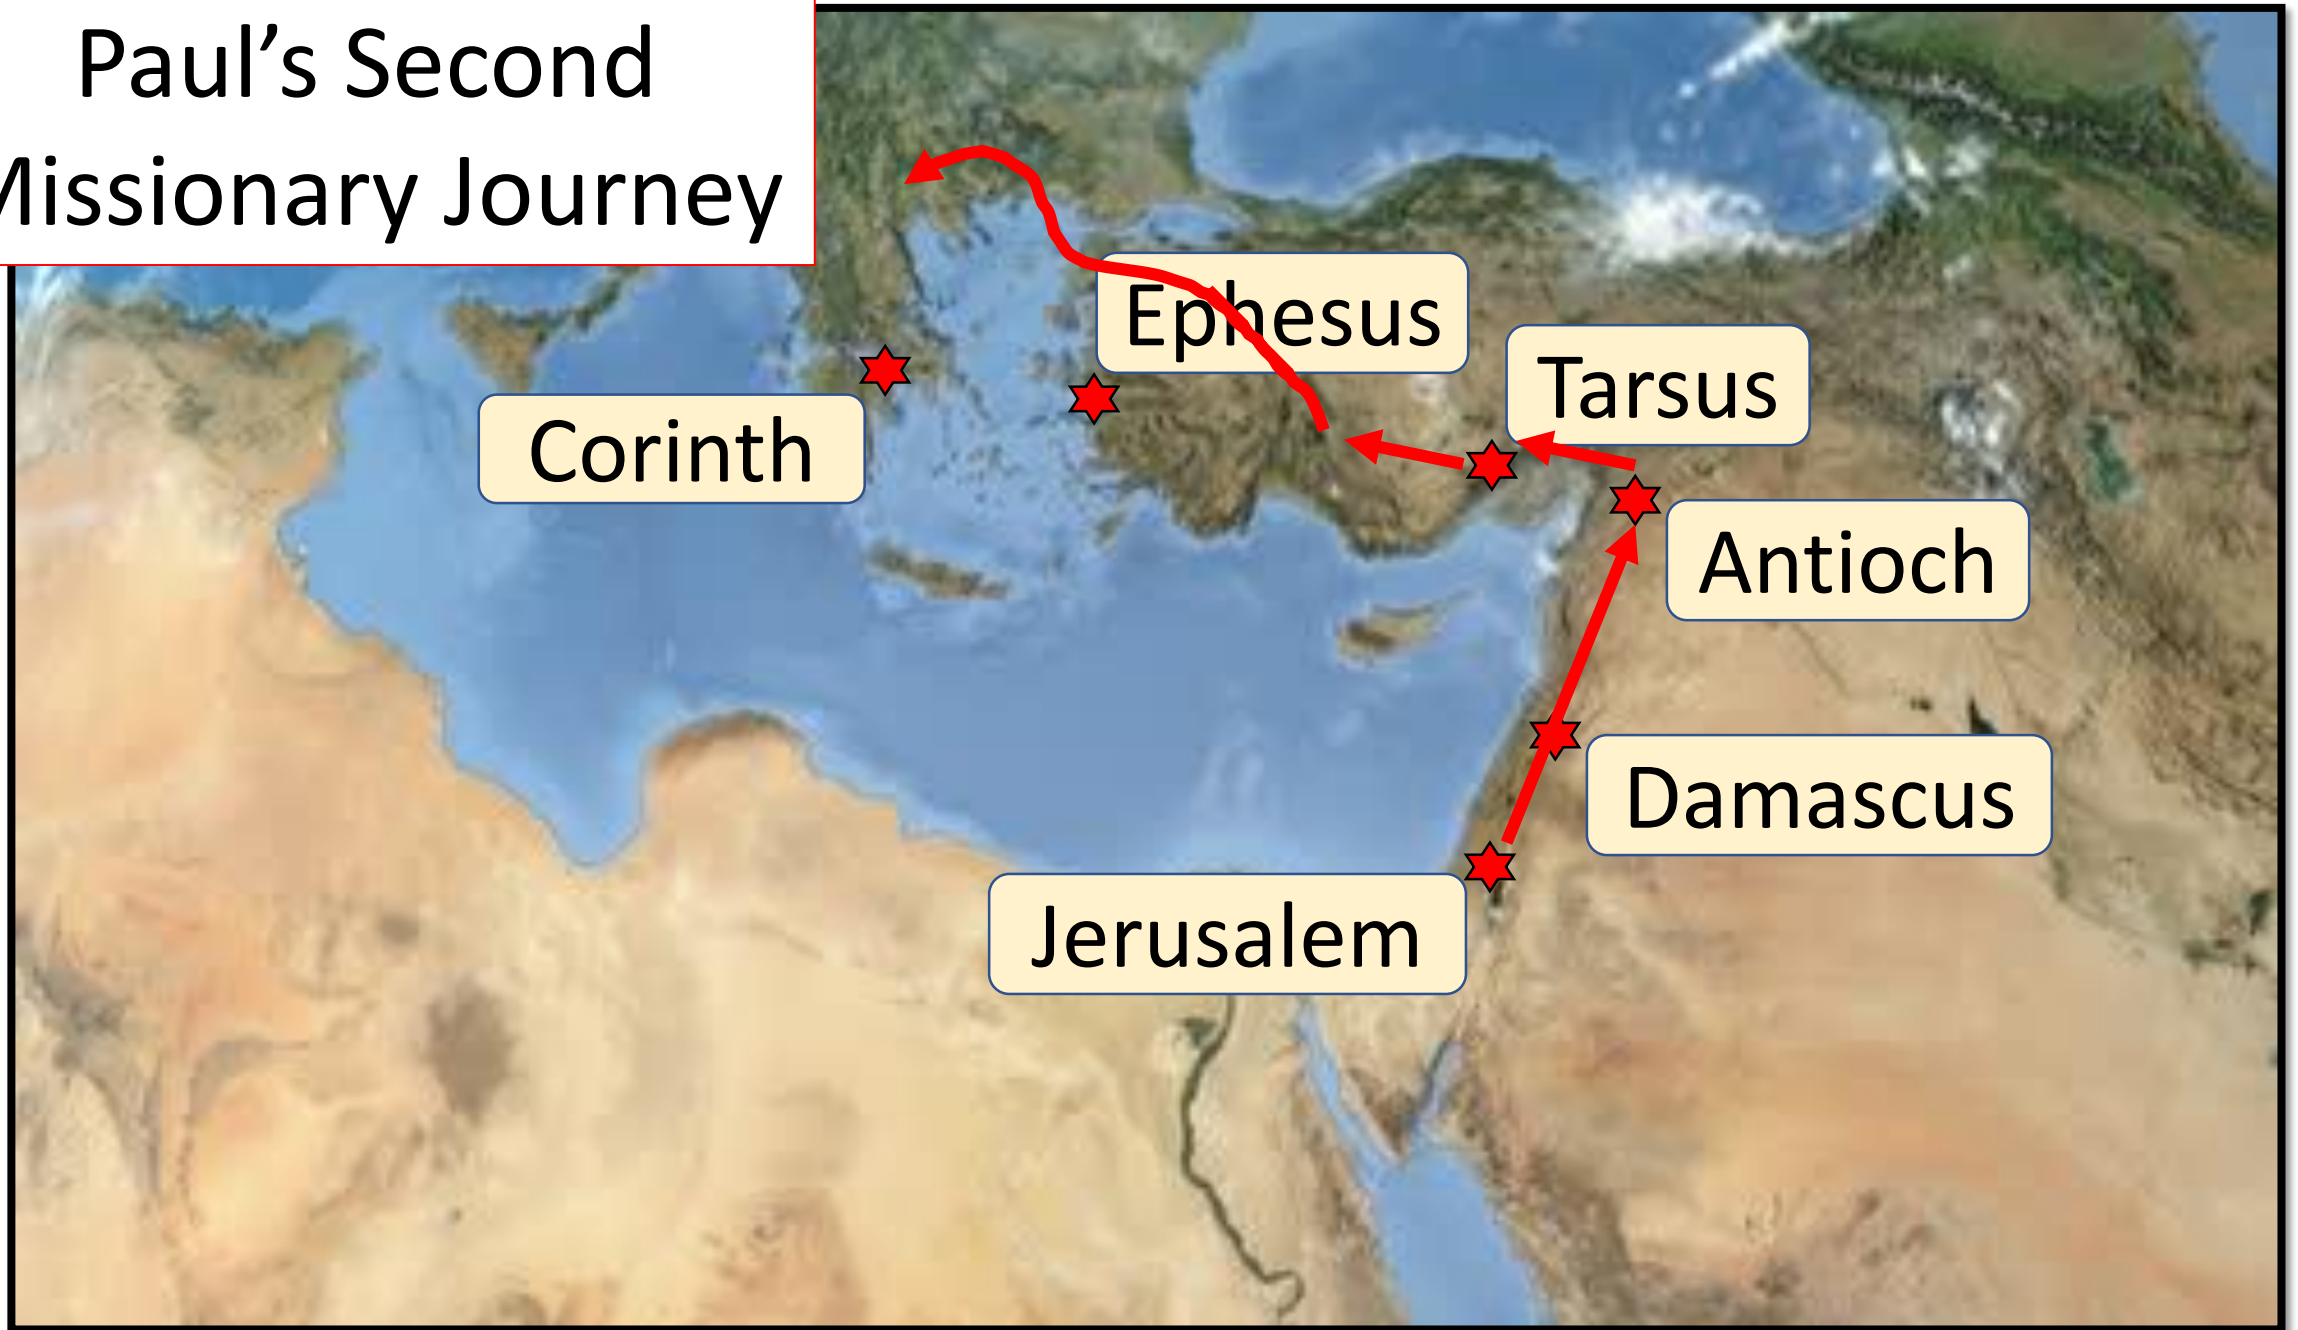 Paul’s Second
Missionary Journey
Ephesus
Tarsus
Corinth
Antioch
Damascus
Jerusalem